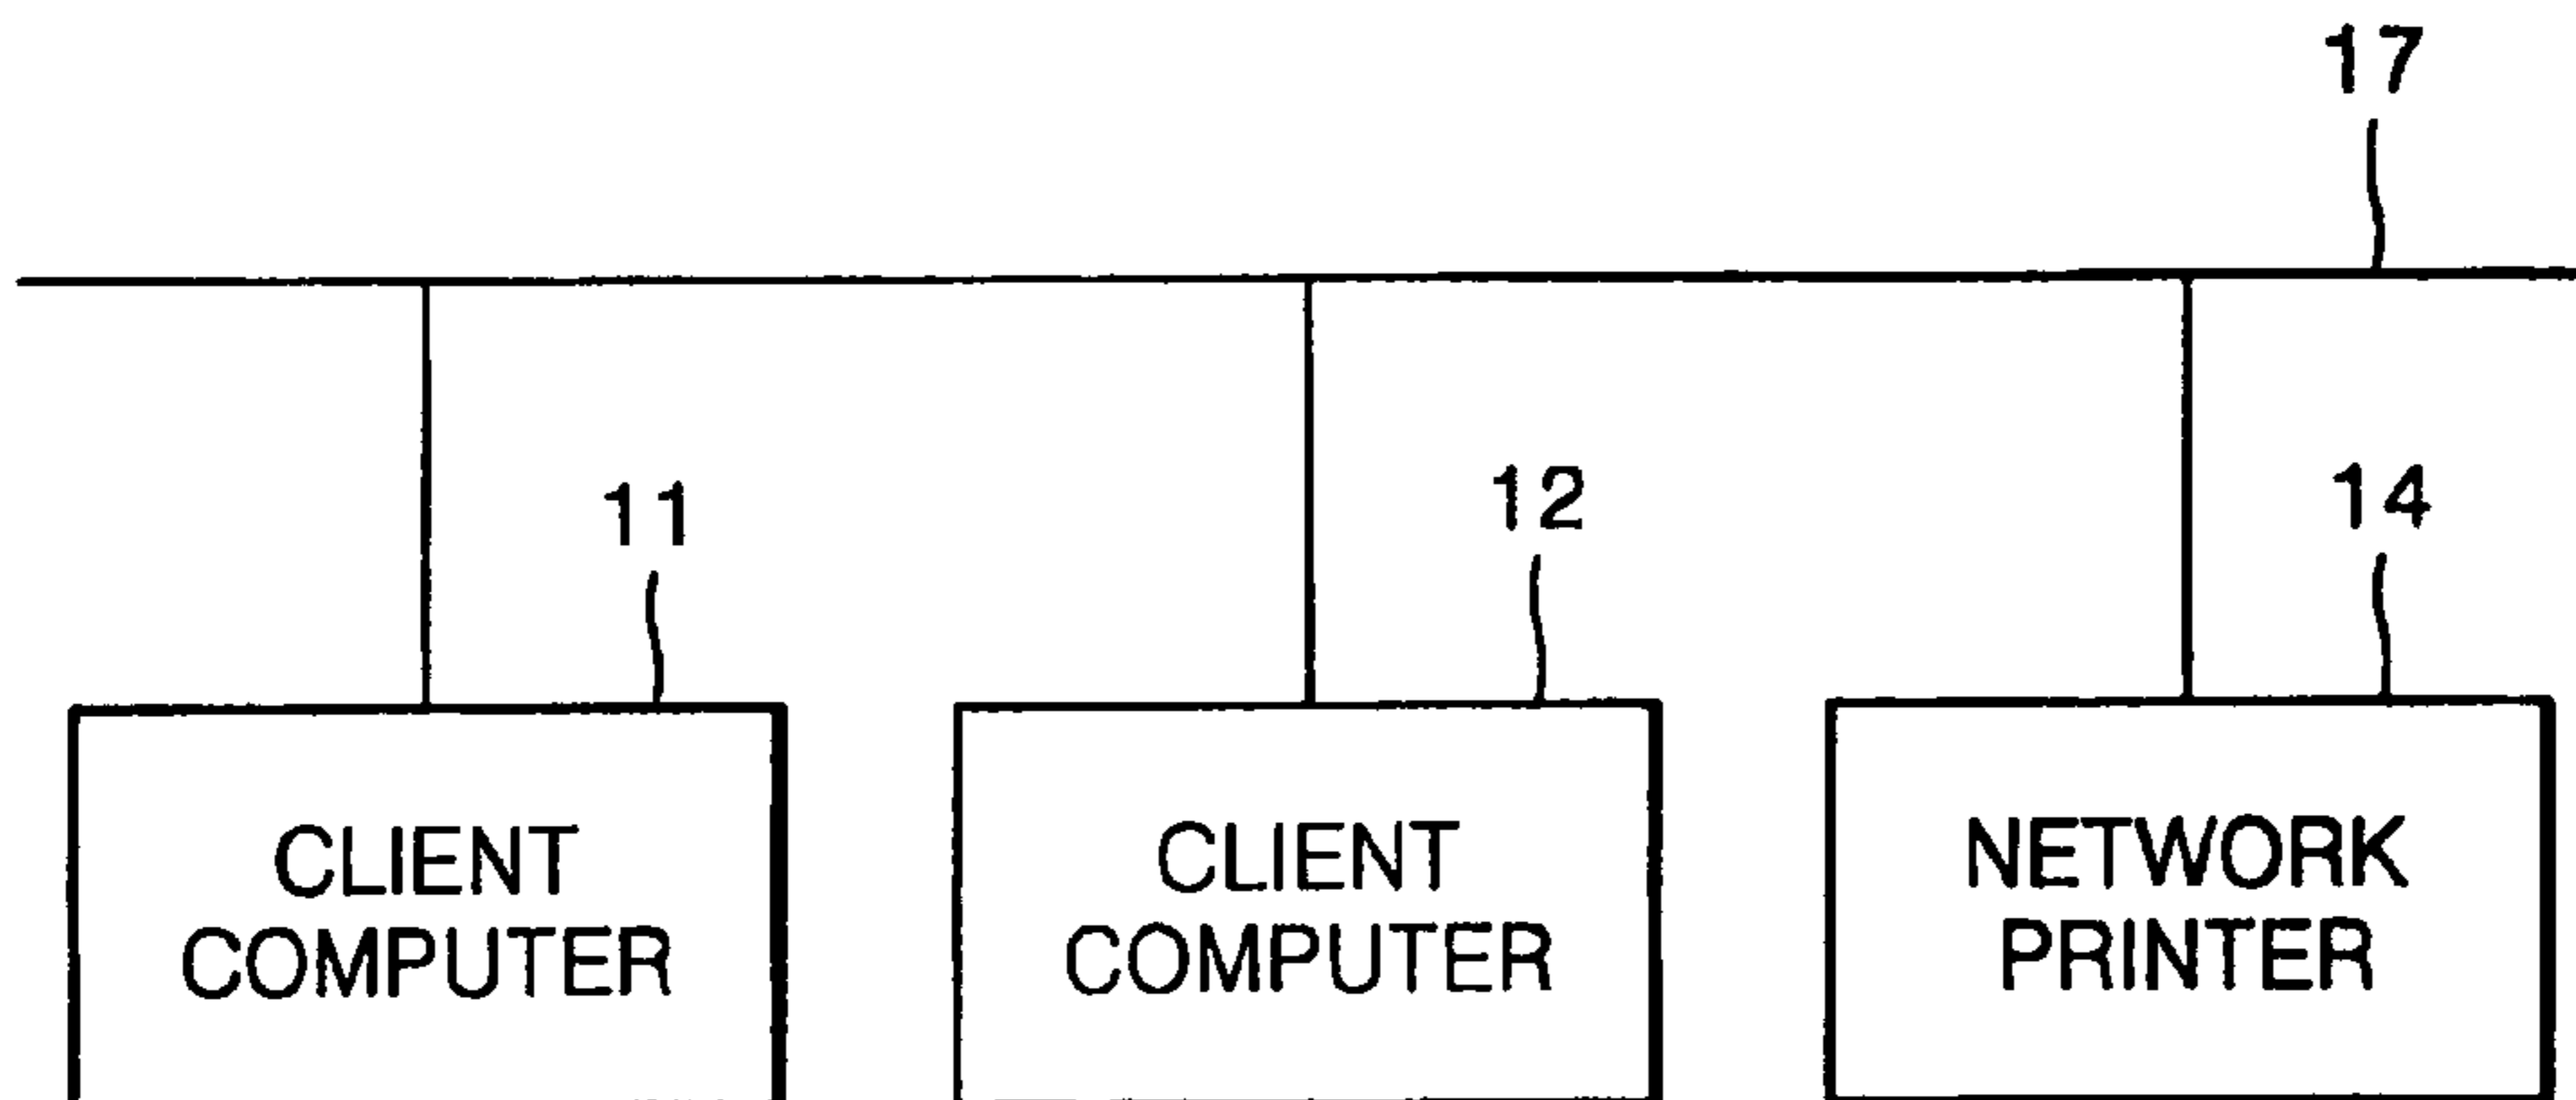 17
11
12
14
CLIENT
COMPUTER
CLIENT
COMPUTER
NETWORK
PRINTER